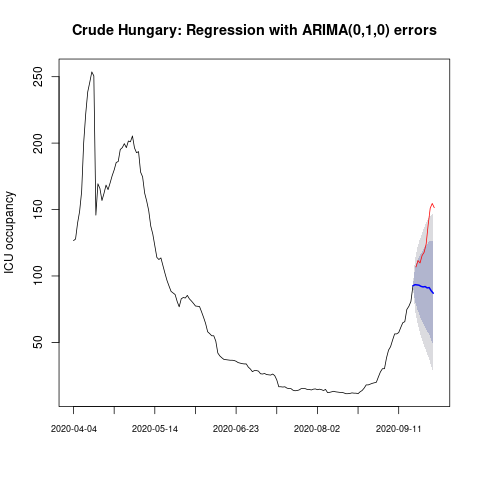 Crude Hungary: Regression with ARIMA(0,1,0) errors
ICU occupancy
250
200
150
100
50
2020-04-04 2020-05-14 2020-06-23 2020-08-02 2020-09-11